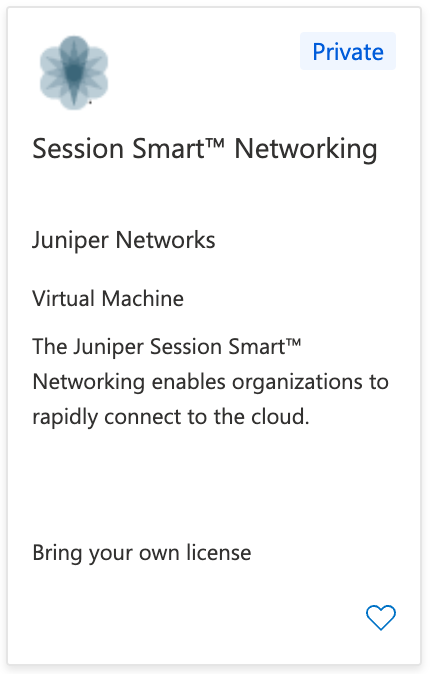 Private
Session Smart™ Networking
Juniper Networks
Virtual Machine
The Juniper Session Smart™
Networking enables organizations to
rapidly connect to the cloud.
Bring your own license